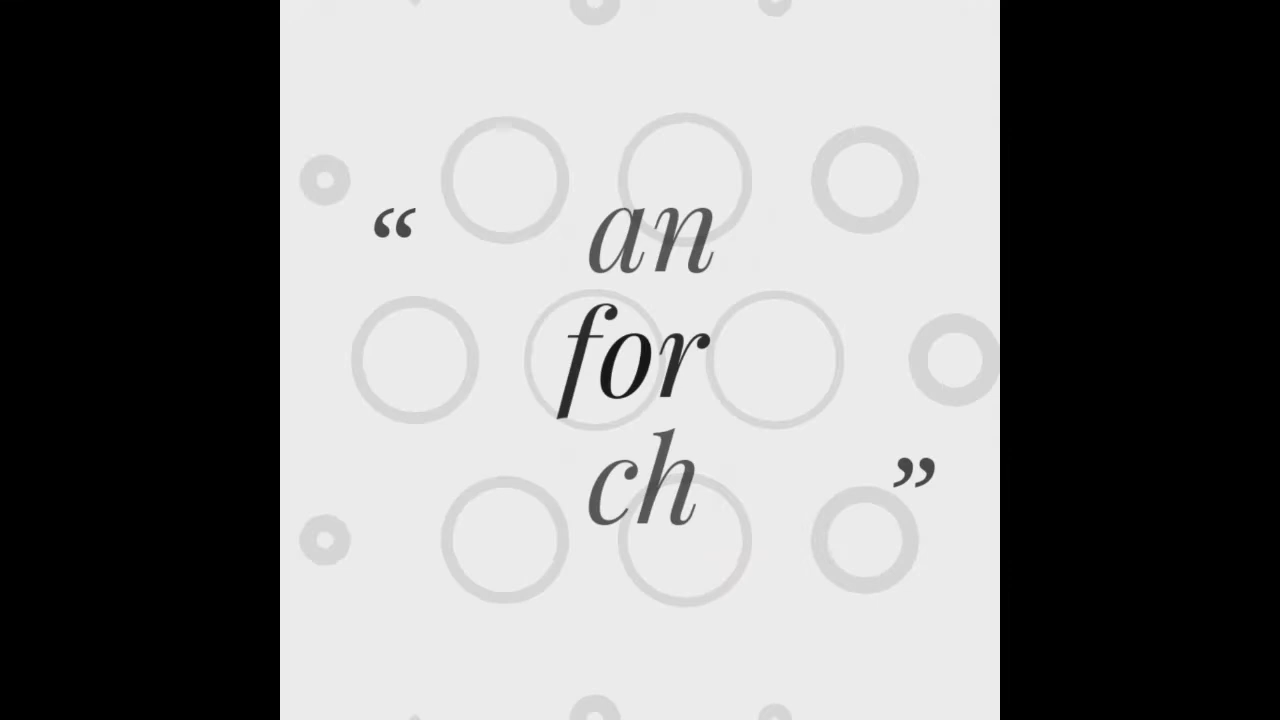 “ an
for
ch ”